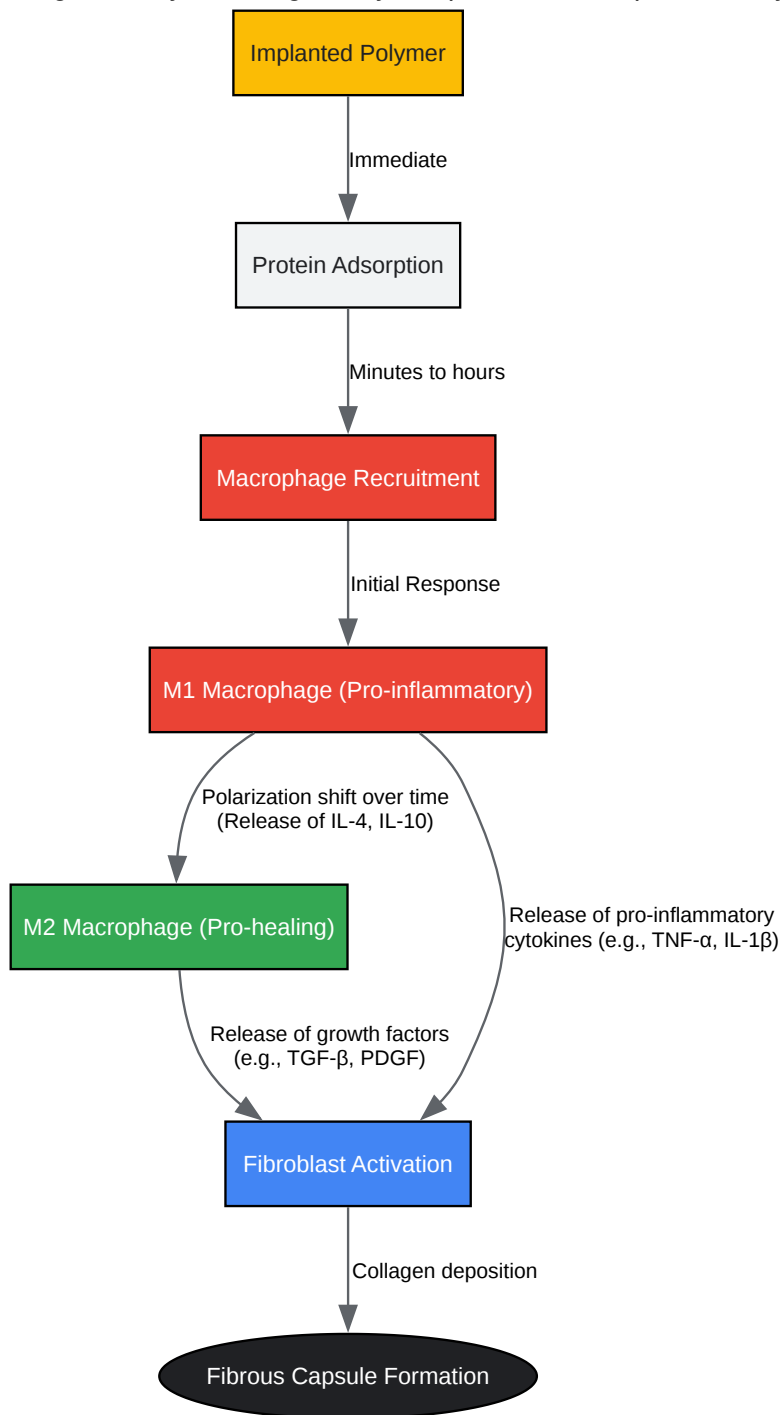 Implanted Polymer
Immediate
Protein Adsorption
Minutes to hours
Macrophage Recruitment
Initial Response
M1 Macrophage (Pro-inflammatory)
Polarization shift over time
(Release of IL-4, IL-10)
M2 Macrophage (Pro-healing)
Release of pro-inflammatory
cytokines (e.g., TNF-α, IL-1β)
Release of growth factors
(e.g., TGF-β, PDGF)
Fibroblast Activation
Collagen deposition
Fibrous Capsule Formation